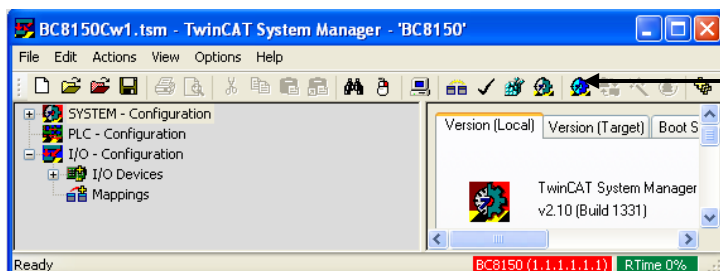 BC8150Cw1.tsm - TwinCAT System Manager - 'BC8150'
File Edit Actions View Options Help
SYSTEM - Configuration
PLC - Configuration
I/O - Configuration
I/O Devices
Mappings
Version (Local) Version (Target) Boot S
TwinCAT System Manager
v2.10 (Build 1331)
Ready BC8150 (1.1.1.1.1.1) RTime 0%